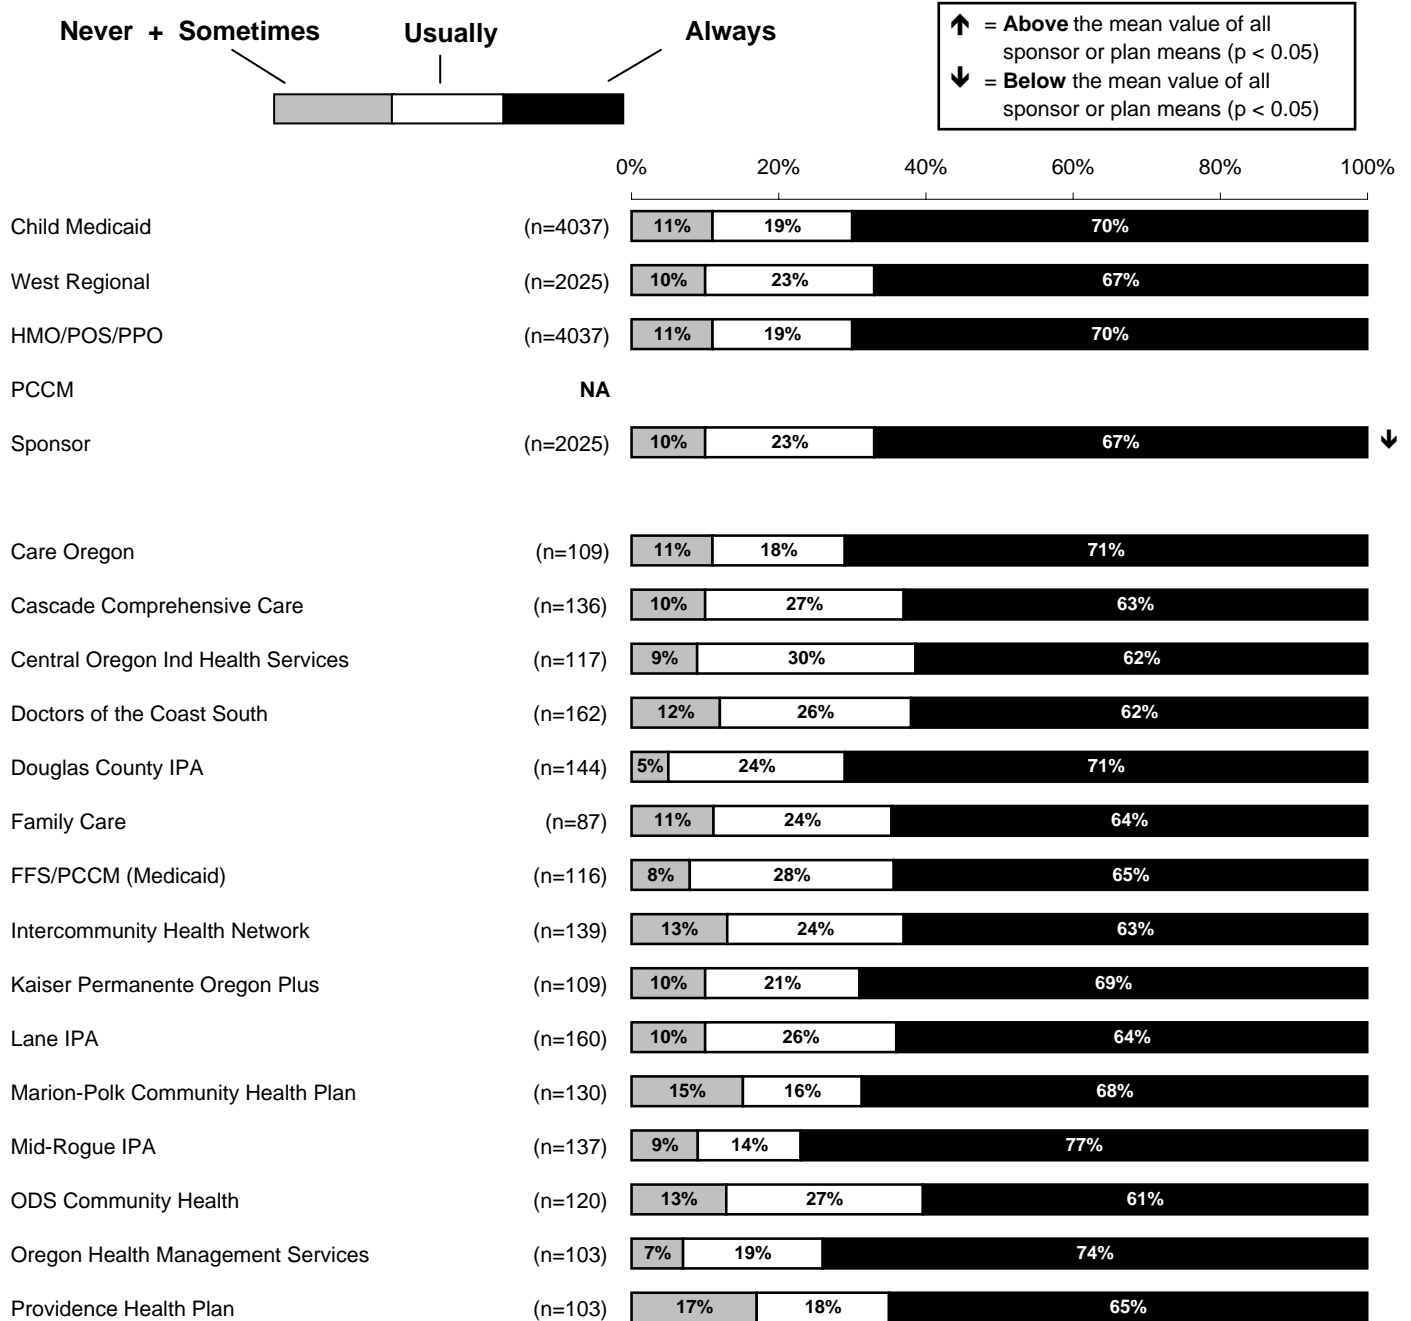 Never + Sometimes Usually Always
↑ = Above the mean value of all
sponsor or plan means (p < 0.05)
↓ = Below the mean value of all
sponsor or plan means (p < 0.05)
0% 20% 40% 60% 80% 100%
Child Medicaid (n=4037) 11% 19% 70%
West Regional (n=2025) 10% 23% 67%
HMO/POS/PPO (n=4037) 11% 19% 70%
PCCM NA
Sponsor (n=2025) 10% 23% 67% ↓
Care Oregon (n=109) 11% 18% 71%
Cascade Comprehensive Care (n=136) 10% 27% 63%
Central Oregon Ind Health Services (n=117) 9% 30% 62%
Doctors of the Coast South (n=162) 12% 26% 62%
Douglas County IPA (n=144) 5% 24% 71%
Family Care (n=87) 11% 24% 64%
FFS/PCCM (Medicaid) (n=116) 8% 28% 65%
Intercommunity Health Network (n=139) 13% 24% 63%
Kaiser Permanente Oregon Plus (n=109) 10% 21% 69%
Lane IPA (n=160) 10% 26% 64%
Marion-Polk Community Health Plan (n=130) 15% 16% 68%
Mid-Rogue IPA (n=137) 9% 14% 77%
ODS Community Health (n=120) 13% 27% 61%
Oregon Health Management Services (n=103) 7% 19% 74%
Providence Health Plan (n=103) 17% 18% 65%